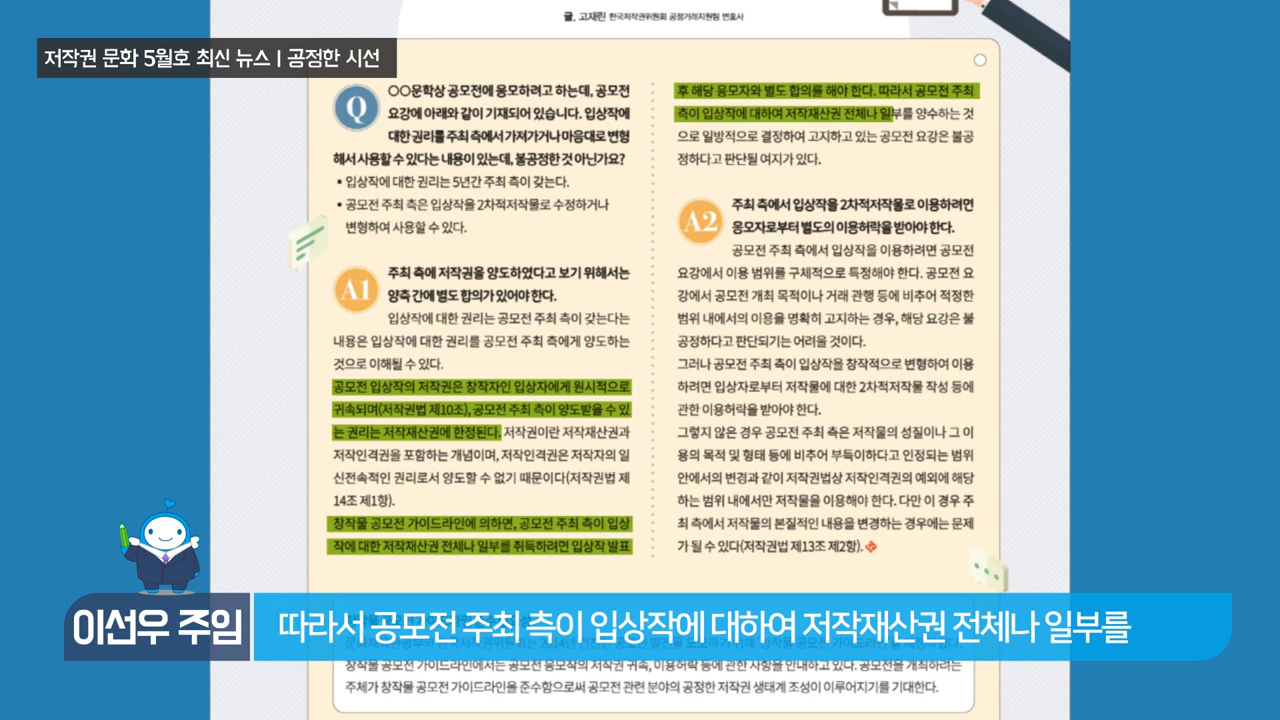 글. 고재린 한국저작권위원회 공정거래지원팀 변호사
저작권 문화 5월호 최신 뉴스 | 공정한 시선
Q
○○문학상 공모전에 응모하려고 하는데, 공모전
요강에 아래와 같이 기재되어 있습니다. 입상작에
대한 권리를 주최 측에서 가져가거나 마음대로 변형
해서 사용할 수 있다는 내용이 있는데, 불공정한 것 아닌가요?
▪ 입상작에 대한 권리는 5년간 주최 측이 갖는다.
▪ 공모전 주최 측은 입상작을 2차적저작물로 수정하거나
변형하여 사용할 수 있다.
A1
주최 측에 저작권을 양도하였다고 보기 위해서는
양측 간에 별도 합의가 있어야 한다.
입상작에 대한 권리는 공모전 주최 측이 갖는다는
내용은 입상작에 대한 권리를 공모전 주최 측에게 양도하는
것으로 이해될 수 있다.
공모전 입상작의 저작권은 창작자인 입상자에게 원시적으로
귀속되며(저작권법 제10조), 공모전 주최 측이 양도받을 수 있
는 권리는 저작재산권에 한정된다. 저작권이란 저작재산권과
저작인격권을 포함하는 개념이며, 저작인격권은 저작자의 일
신전속적인 권리로서 양도할 수 없기 때문이다(저작권법 제
14조 제1항).
창작물 공모전 가이드라인에 의하면, 공모전 주최 측이 입상
작에 대한 저작재산권 전체나 일부를 취득하려면 입상작 발표
후 해당 응모자와 별도 합의를 해야 한다. 따라서 공모전 주최
측이 입상작에 대하여 저작재산권 전체나 일부를 양수하는 것
으로 일방적으로 결정하여 고지하고 있는 공모전 요강은 불공
정하다고 판단될 여지가 있다.
A2
주최 측에서 입상작을 2차적저작물로 이용하려면
응모자로부터 별도의 이용허락을 받아야 한다.
공모전 주최 측에서 입상작을 이용하려면 공모전
요강에서 이용 범위를 구체적으로 특정해야 한다. 공모전 요
강에서 공모전 개최 목적이나 거래 관행 등에 비추어 적정한
범위 내에서의 이용을 명확히 고지하는 경우, 해당 요강은 불
공정하다고 판단되기는 어려울 것이다.
그러나 공모전 주최 측이 입상작을 창작적으로 변형하여 이용
하려면 입상자로부터 저작물에 대한 2차적저작물 작성 등에
관한 이용허락을 받아야 한다.
그렇지 않은 경우 공모전 주최 측은 저작물의 성질이나 그 이
용의 목적 및 형태 등에 비추어 부득이하다고 인정되는 범위
안에서의 변경과 같이 저작권법상 저작인격권의 예외에 해당
하는 범위 내에서만 저작물을 이용해야 한다. 다만 이 경우 주
최 측에서 저작물의 본질적인 내용을 변경하는 경우에는 문제
가 될 수 있다(저작권법 제13조 제2항).
이선우 주임
따라서 공모전 주최 측이 입상작에 대하여 저작재산권 전체나 일부를
창작물 공모전 가이드라인에서는 공모전 응모작의 저작권 귀속, 이용허락 등에 관한 사항을 안내하고 있다. 공모전을 개최하려는
주체가 창작물 공모전 가이드라인을 준수함으로써 공모전 관련 분야의 공정한 저작권 생태계 조성이 이루어지기를 기대한다.